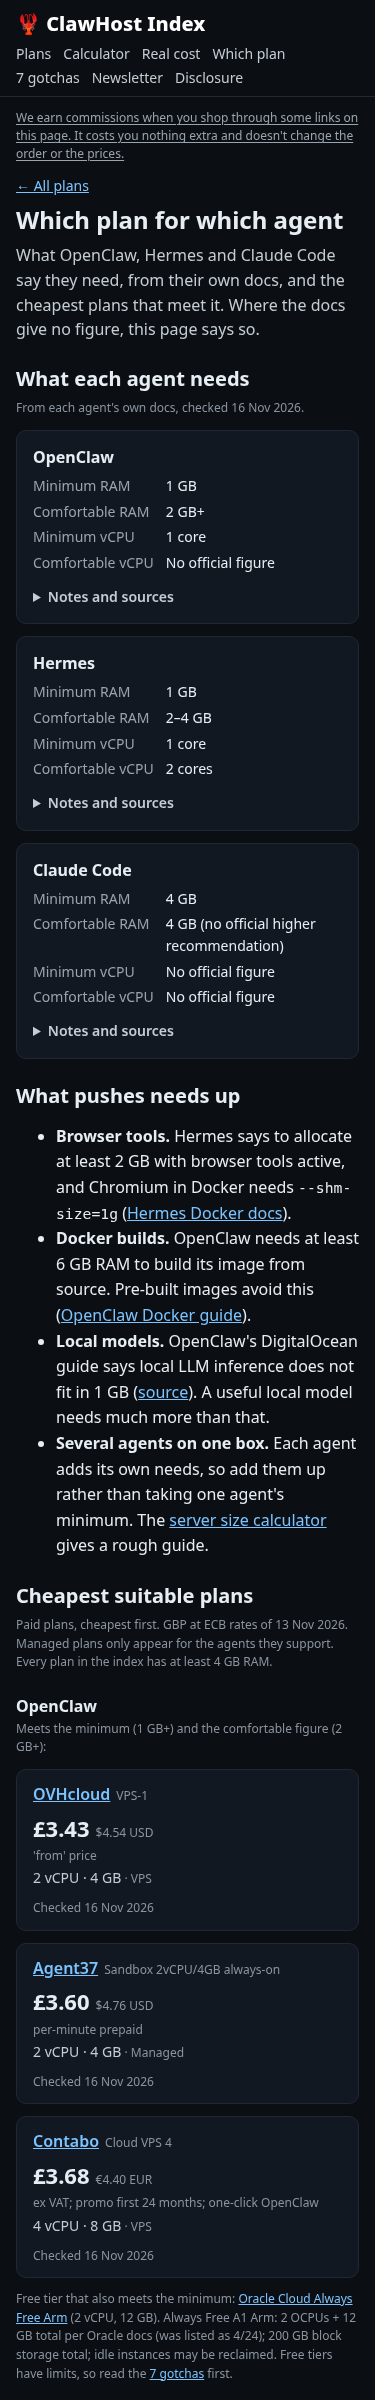 🦞 ClawHost Index
Plans Calculator Real cost Which plan
7 gotchas Newsletter Disclosure
We earn commissions when you shop through some links on
this page. It costs you nothing extra and doesn't change the
order or the prices.
← All plans
Which plan for which agent
What OpenClaw, Hermes and Claude Code
say they need, from their own docs, and the
cheapest plans that meet it. Where the docs
give no figure, this page says so.
What each agent needs
From each agent's own docs, checked 16 Nov 2026.
OpenClaw
Minimum RAM 1 GB
Comfortable RAM 2 GB+
Minimum vCPU 1 core
Comfortable vCPU No official figure
▶ Notes and sources
Hermes
Minimum RAM 1 GB
Comfortable RAM 2–4 GB
Minimum vCPU 1 core
Comfortable vCPU 2 cores
▶ Notes and sources
Claude Code
Minimum RAM 4 GB
Comfortable RAM 4 GB (no official higher
recommendation)
Minimum vCPU No official figure
Comfortable vCPU No official figure
▶ Notes and sources
What pushes needs up
• Browser tools. Hermes says to allocate
at least 2 GB with browser tools active,
and Chromium in Docker needs --shm-
size=1g (Hermes Docker docs).
• Docker builds. OpenClaw needs at least
6 GB RAM to build its image from
source. Pre-built images avoid this
(OpenClaw Docker guide).
• Local models. OpenClaw's DigitalOcean
guide says local LLM inference does not
fit in 1 GB (source). A useful local model
needs much more than that.
• Several agents on one box. Each agent
adds its own needs, so add them up
rather than taking one agent's
minimum. The server size calculator
gives a rough guide.
Cheapest suitable plans
Paid plans, cheapest first. GBP at ECB rates of 13 Nov 2026.
Managed plans only appear for the agents they support.
Every plan in the index has at least 4 GB RAM.
OpenClaw
Meets the minimum (1 GB+) and the comfortable figure (2
GB+):
OVHcloud VPS-1
£3.43 $4.54 USD
'from' price
2 vCPU · 4 GB · VPS
Checked 16 Nov 2026
Agent37 Sandbox 2vCPU/4GB always-on
£3.60 $4.76 USD
per-minute prepaid
2 vCPU · 4 GB · Managed
Checked 16 Nov 2026
Contabo Cloud VPS 4
£3.68 €4.40 EUR
ex VAT; promo first 24 months; one-click OpenClaw
4 vCPU · 8 GB · VPS
Checked 16 Nov 2026
Free tier that also meets the minimum: Oracle Cloud Always
Free Arm (2 vCPU, 12 GB). Always Free A1 Arm: 2 OCPUs + 12
GB total per Oracle docs (was listed as 4/24); 200 GB block
storage total; idle instances may be reclaimed. Free tiers
have limits, so read the 7 gotchas first.